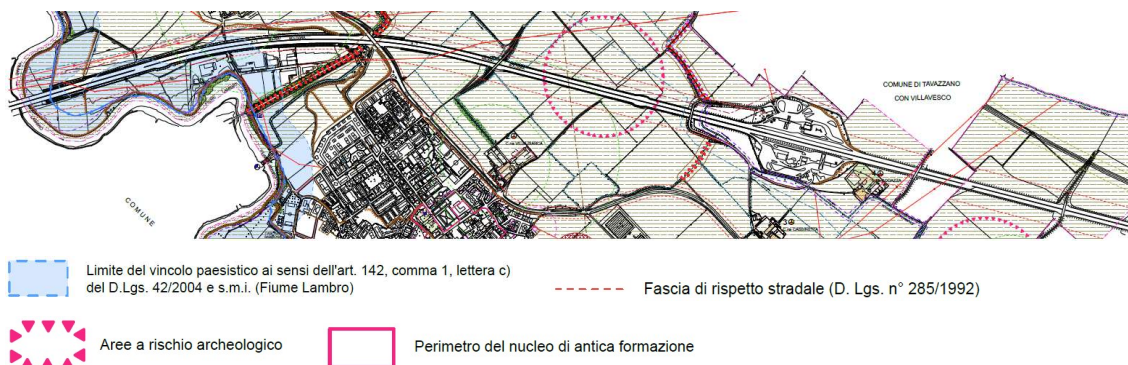 COMUNE DI TAVAZZANO
CON VILLAVESCO
COMUNE
Limite del vincolo paesistico ai sensi dell'art. 142, comma 1, lettera c)
del D.Lgs. 42/2004 e s.m.i. (Fiume Lambro)
Fascia di rispetto stradale (D. Lgs. n° 285/1992)
Aree a rischio archeologico
Perimetro del nucleo di antica formazione